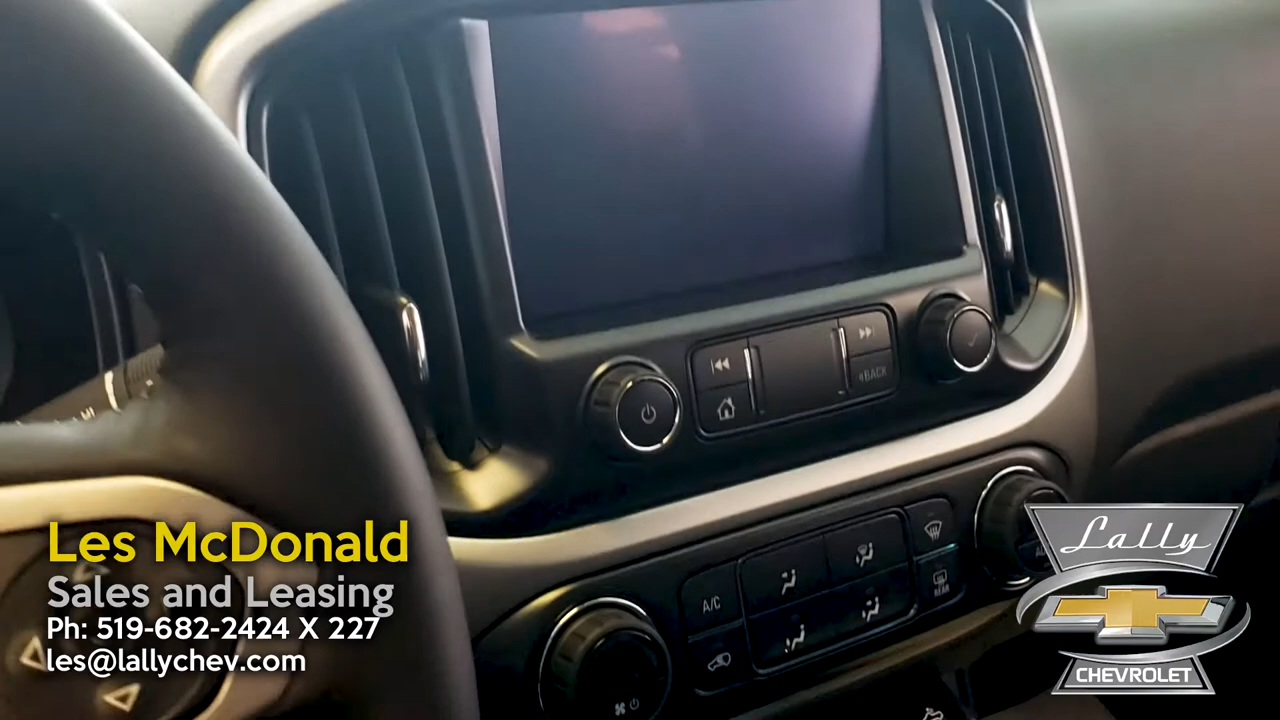 BACK
A/C
REAR
Les McDonald
Sales and Leasing
Ph: 519-682-2424 X 227
les@lallychev.com
Lally
CHEVROLET